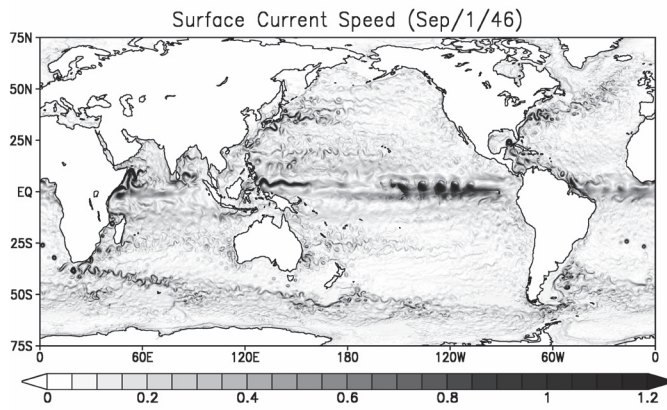 Surface Current Speed (Sep/1/46)
75N
50N
25N
EQ
25S
50S
75S
0 60E 120E 180 120W 60W 0
0 0.2 0.4 0.6 0.8 1 1.2